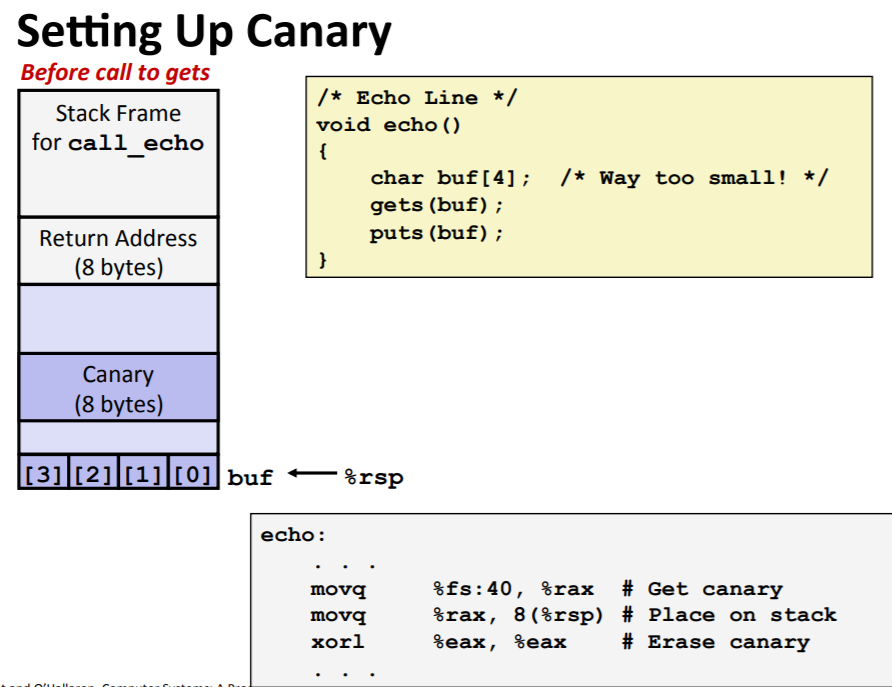 Setting Up Canary
Before call to gets
Stack Frame
for call_echo
Return Address
(8 bytes)
Canary
(8 bytes)
[3] [2] [1] [0] buf ← %rsp
/* Echo Line */
void echo()
{
    char buf[4];  /* Way too small! */
    gets(buf);
    puts(buf);
}
echo:
    . . .
    movq    %fs:40, %rax  # Get canary
    movq    %rax, 8(%rsp) # Place on stack
    xorl    %eax, %eax    # Erase canary
    . . .
and O'Hallaron, Computer Systems: A